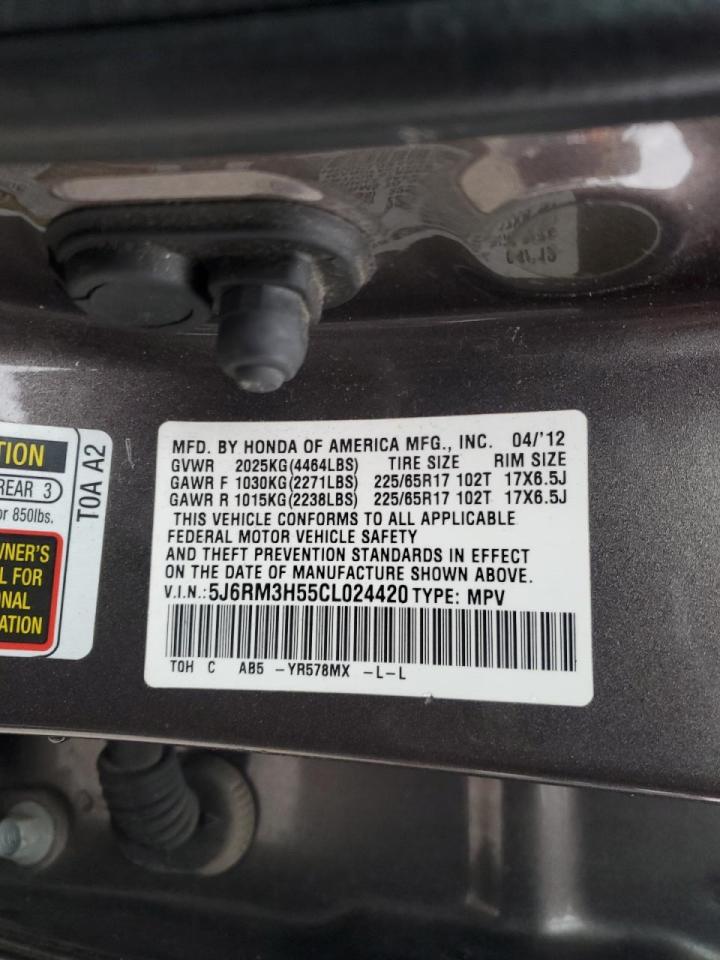 MFD. BY HONDA OF AMERICA MFG., INC. 04/'12
GVWR 2025KG(4464LBS) TIRE SIZE RIM SIZE
GAWR F 1030KG(2271LBS) 225/65R17 102T 17X6.5J
GAWR R 1015KG(2238LBS) 225/65R17 102T 17X6.5J
THIS VEHICLE CONFORMS TO ALL APPLICABLE
FEDERAL MOTOR VEHICLE SAFETY
AND THEFT PREVENTION STANDARDS IN EFFECT
ON THE DATE OF MANUFACTURE SHOWN ABOVE.
V.I.N.:5J6RM3H55CL024420 TYPE: MPV
TOH C AB5 -YR578MX -L-L
TION
REAR 3
or 850lbs.
WNER'S
L FOR
ONAL
ATION
T0A A2